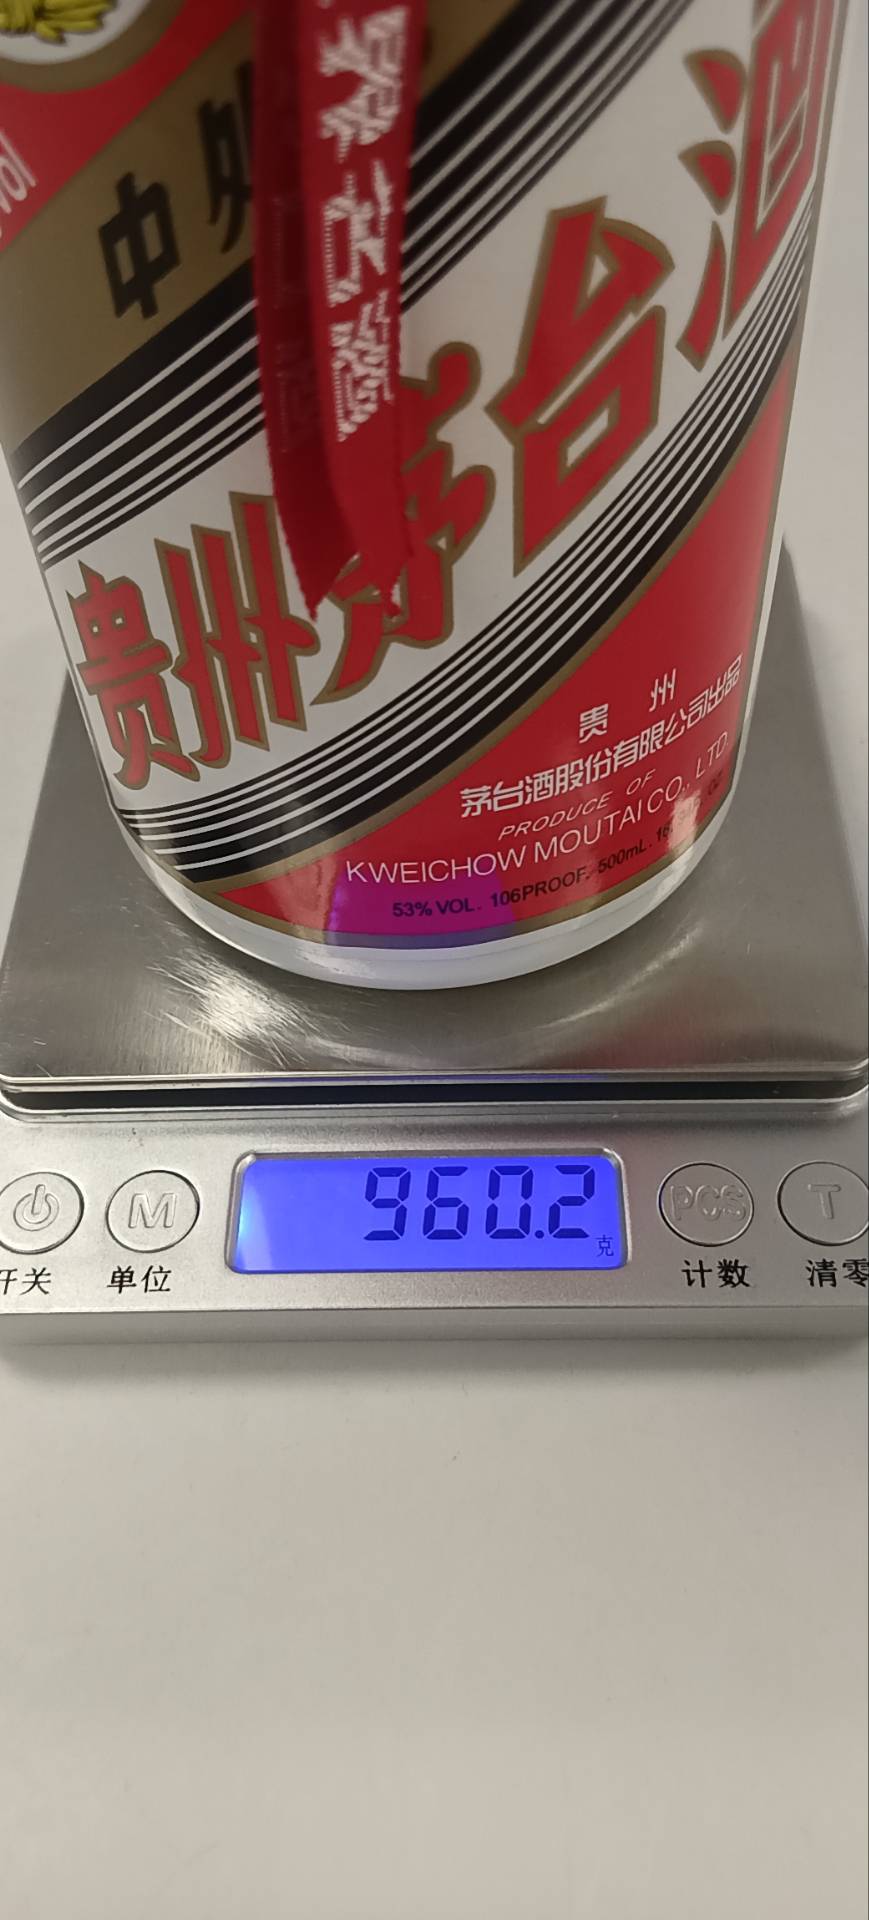 中
贵州茅台酒
贵州
茅台酒股份有限公司出品
PRODUCE OF
KWEICHOW MOUTAI CO., LTD.
53% VOL. 106PROOF. 500mL.
960.2
克
M
PCS
T
开关
单位
计数
清零